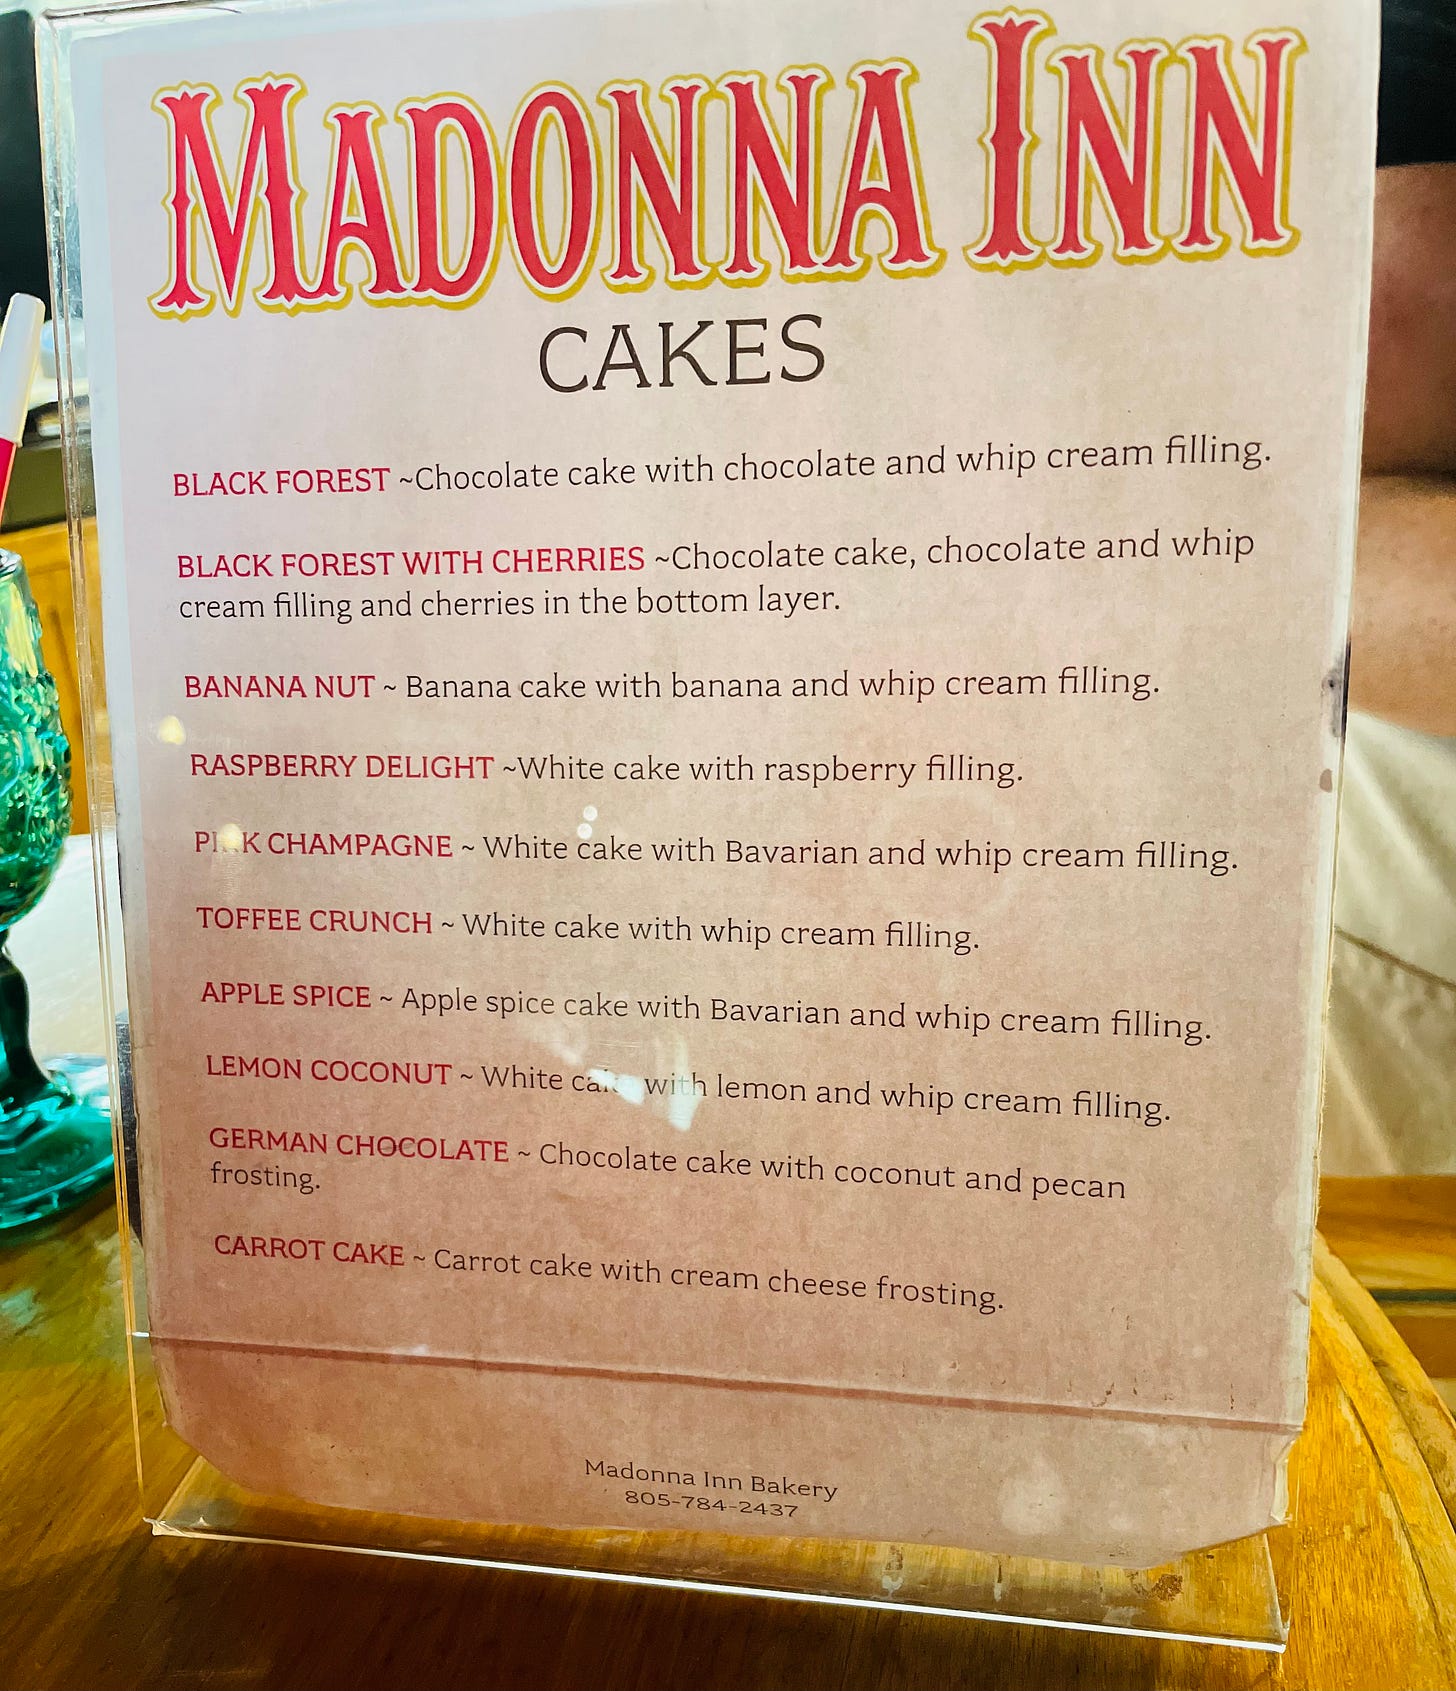 MADONNA INN
CAKES
BLACK FOREST ~Chocolate cake with chocolate and whip cream filling.
BLACK FOREST WITH CHERRIES ~Chocolate cake, chocolate and whip
cream filling and cherries in the bottom layer.
BANANA NUT ~ Banana cake with banana and whip cream filling.
RASPBERRY DELIGHT ~White cake with raspberry filling.
PINK CHAMPAGNE ~ White cake with Bavarian and whip cream filling.
TOFFEE CRUNCH ~ White cake with whip cream filling.
APPLE SPICE ~ Apple spice cake with Bavarian and whip cream filling.
LEMON COCONUT ~ White cake with lemon and whip cream filling.
GERMAN CHOCOLATE ~ Chocolate cake with coconut and pecan
frosting.
CARROT CAKE ~ Carrot cake with cream cheese frosting.
Madonna Inn Bakery
805-784-2437